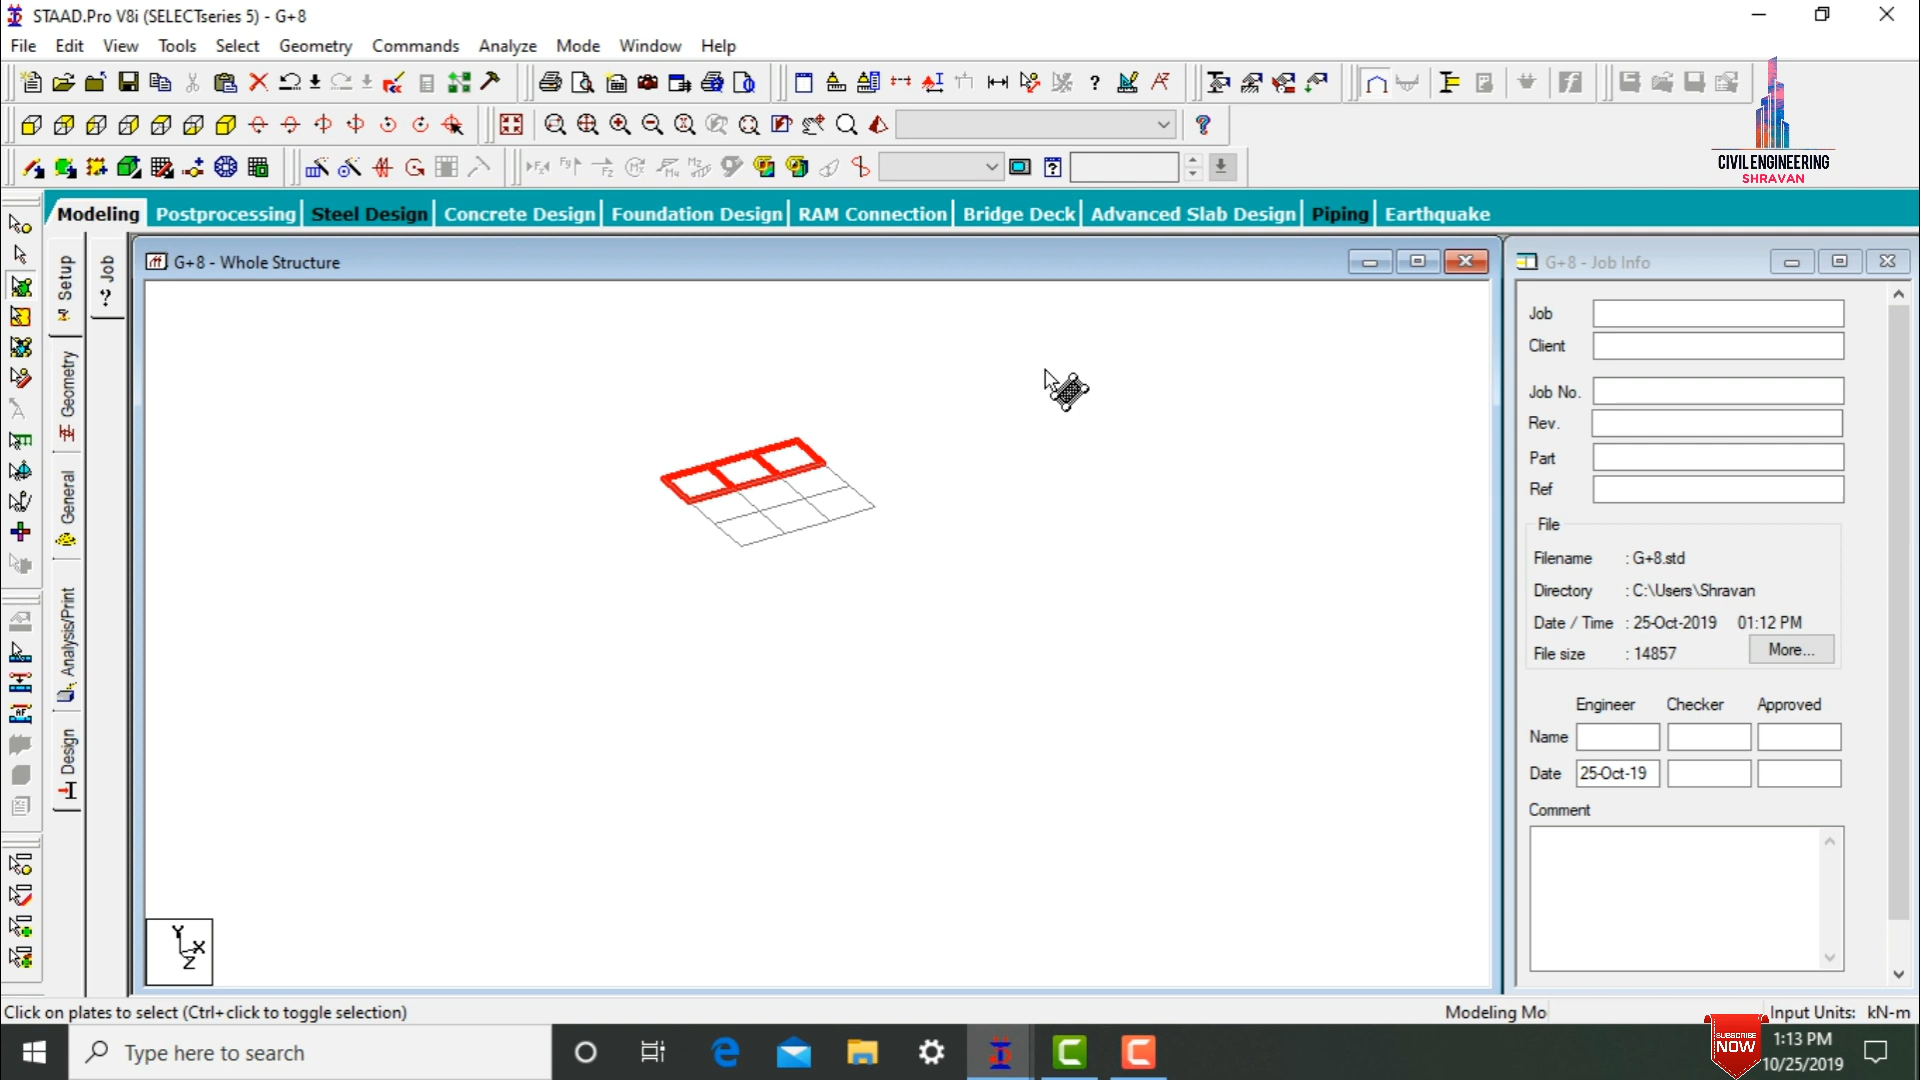 STAAD.Pro V8i (SELECTseries 5) - G+8
File Edit View Tools Select Geometry Commands Analyze Mode Window Help
CIVIL ENGINEERING
SHRAVAN
Modeling Postprocessing Steel Design Concrete Design Foundation Design RAM Connection Bridge Deck Advanced Slab Design Piping Earthquake
Setup
Geometry
General
Analysis/Print
Design
Job
G+8 - Whole Structure
Y
X
Z
G+8 - Job Info
Job
Client
Job No.
Rev.
Part
Ref
File
Filename : G+8.std
Directory : C:\Users\Shravan
Date / Time : 25-Oct-2019 01:12 PM
File size : 14857 More...
Engineer Checker Approved
Name
Date 25-Oct-19
Comment
Click on plates to select (Ctrl+click to toggle selection) Modeling Mo Input Units: kN-m
SUBSCRIBE
NOW
Type here to search
1:13 PM
10/25/2019